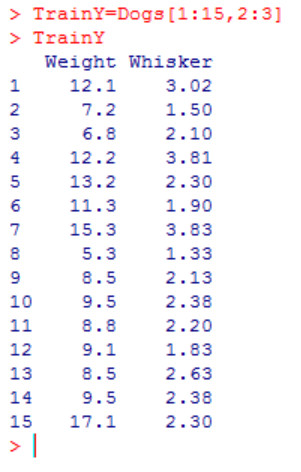 > TrainY=Dogs[1:15,2:3]
> TrainY
   Weight Whisker
1    12.1    3.02
2     7.2    1.50
3     6.8    2.10
4    12.2    3.81
5    13.2    2.30
6    11.3    1.90
7    15.3    3.83
8     5.3    1.33
9     8.5    2.13
10    9.5    2.38
11    8.8    2.20
12    9.1    1.83
13    8.5    2.63
14    9.5    2.38
15   17.1    2.30
> |